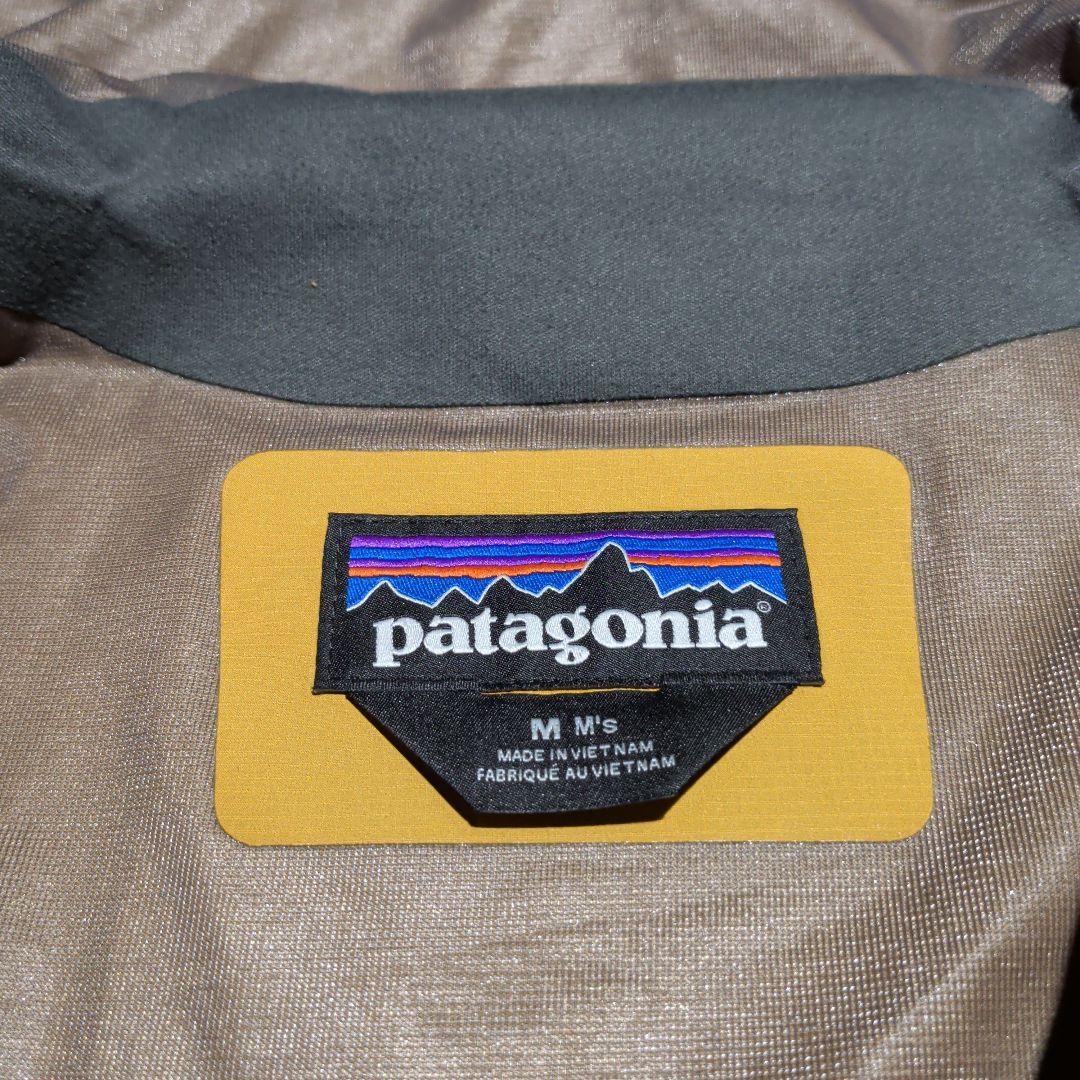 patagonia®
M M's
MADE IN VIETNAM
FABRIQUÉ AU VIETNAM